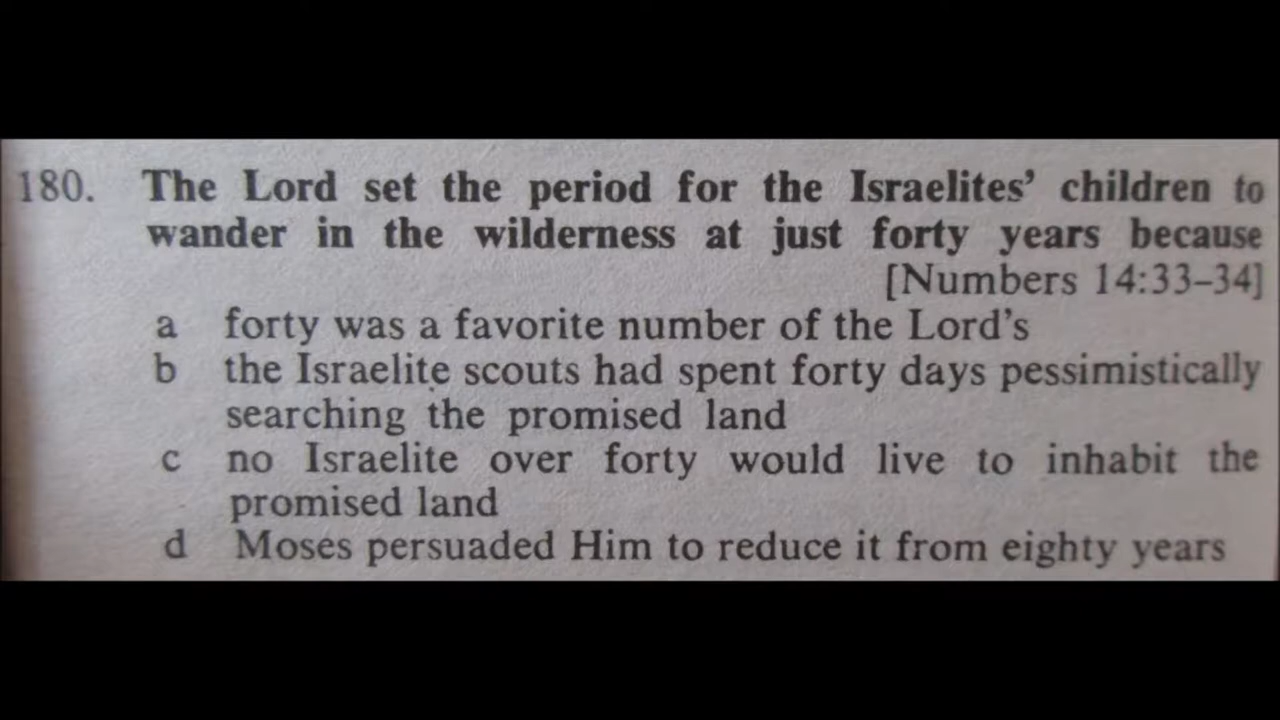 180. The Lord set the period for the Israelites’ children to
wander in the wilderness at just forty years because
[Numbers 14:33–34]
a forty was a favorite number of the Lord’s
b the Israelite scouts had spent forty days pessimistically
searching the promised land
c no Israelite over forty would live to inhabit the
promised land
d Moses persuaded Him to reduce it from eighty years